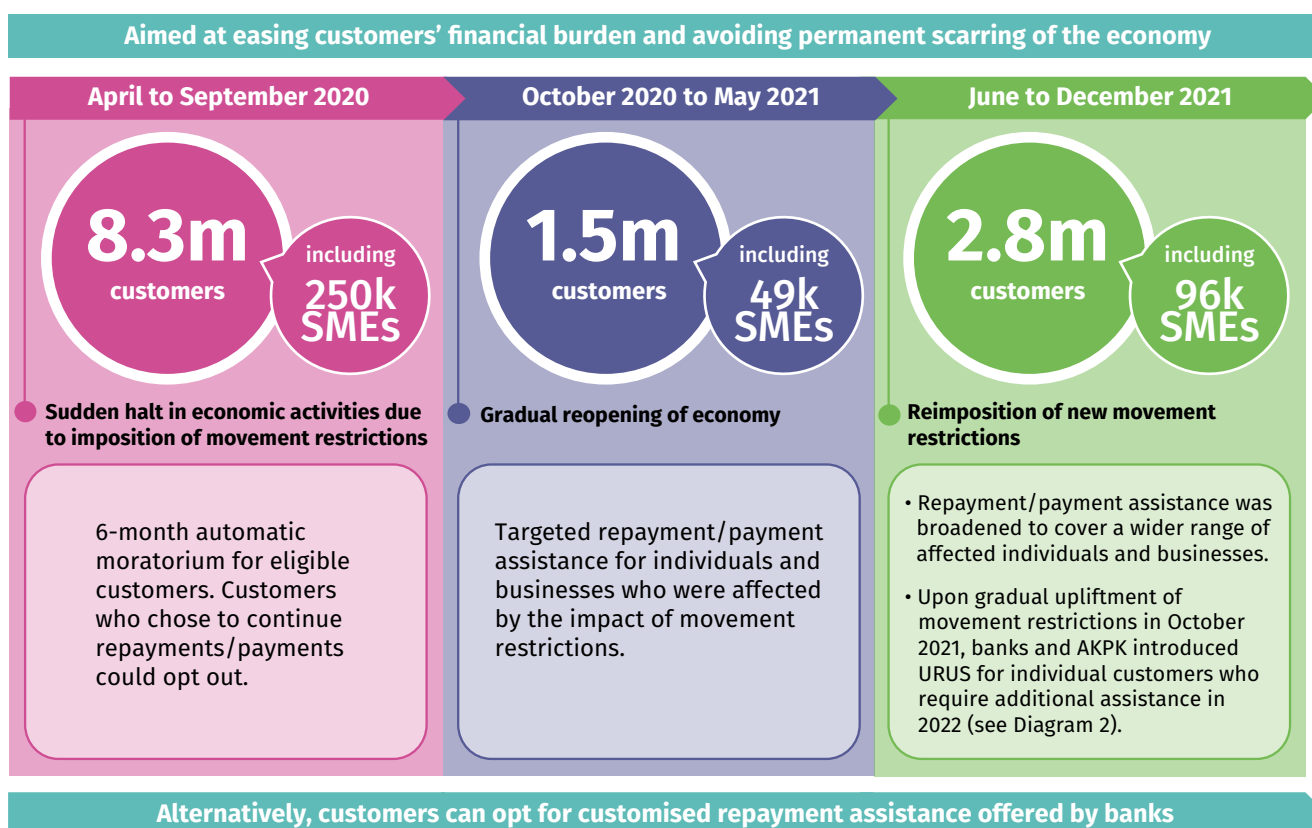 Aimed at easing customers’ financial burden and avoiding permanent scarring of the economy
April to September 2020
8.3m
customers
including
250k
SMEs
Sudden halt in economic activities due
to imposition of movement restrictions
6-month automatic
moratorium for eligible
customers. Customers
who chose to continue
repayments/payments
could opt out.
October 2020 to May 2021
1.5m
customers
including
49k
SMEs
Gradual reopening of economy
Targeted repayment/payment
assistance for individuals and
businesses who were affected
by the impact of movement
restrictions.
June to December 2021
2.8m
customers
including
96k
SMEs
Reimposition of new movement
restrictions
• Repayment/payment assistance was
broadened to cover a wider range of
affected individuals and businesses.
• Upon gradual upliftment of
movement restrictions in October
2021, banks and AKPK introduced
URUS for individual customers who
require additional assistance in
2022 (see Diagram 2).
Alternatively, customers can opt for customised repayment assistance offered by banks